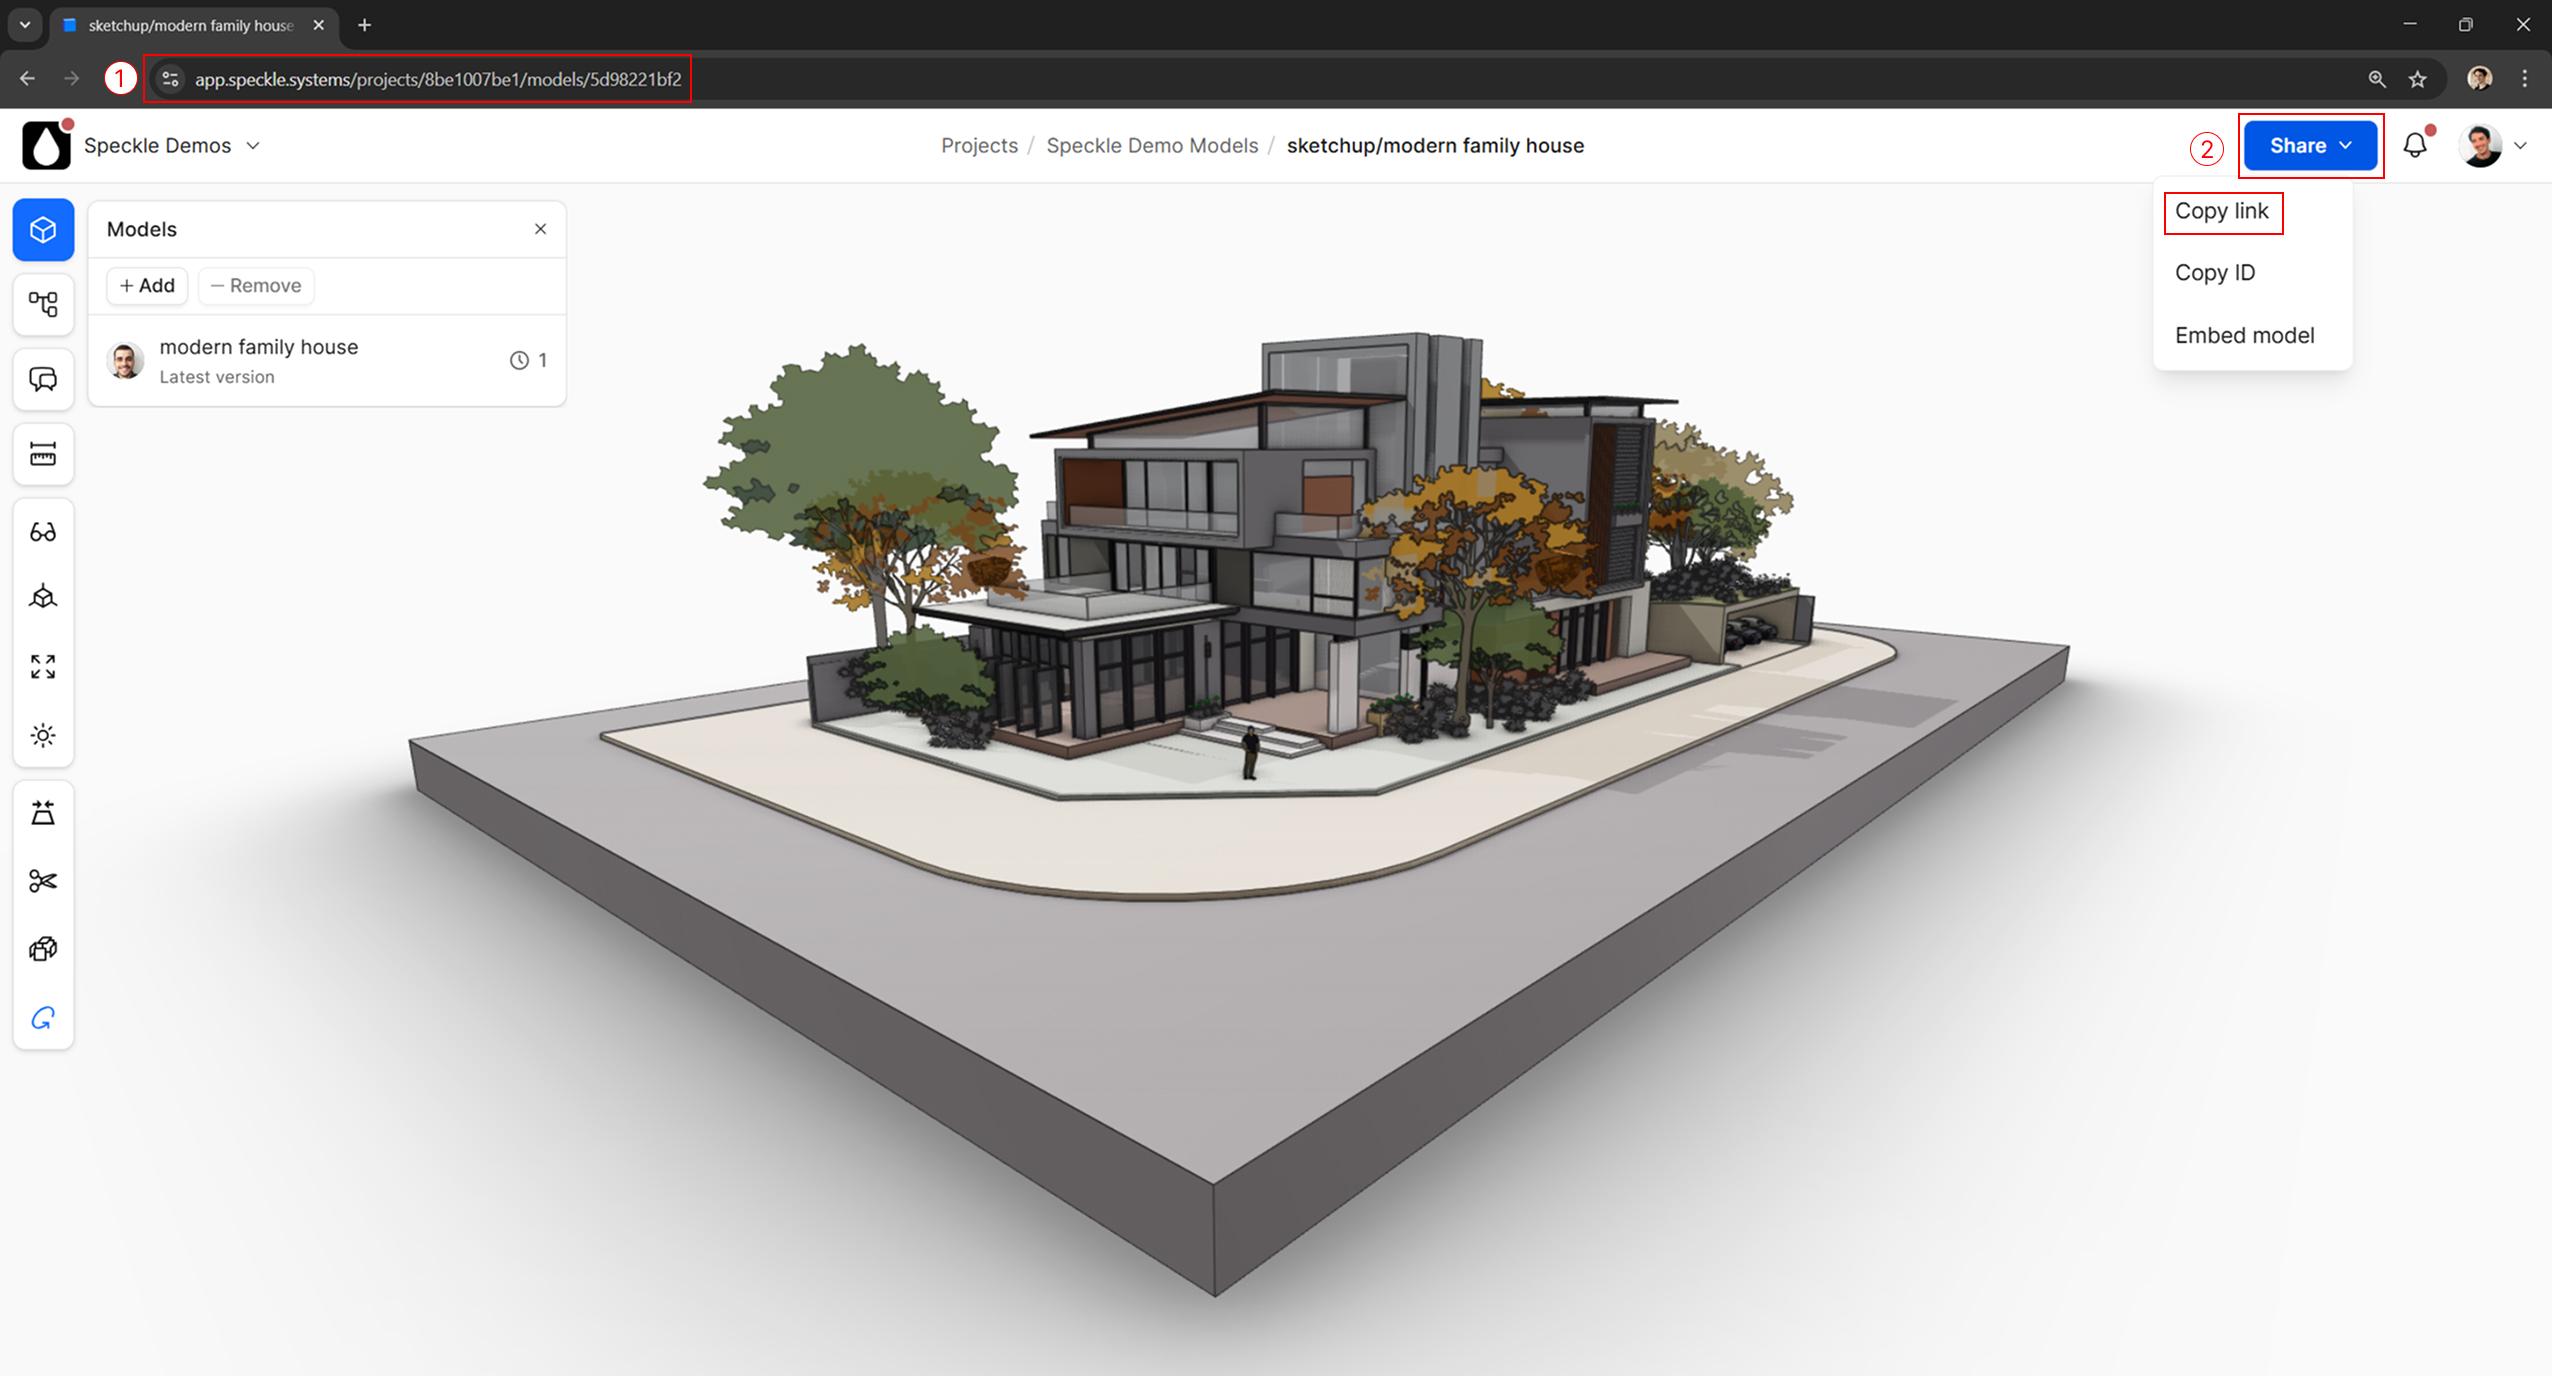 sketchup/modern family house
1
app.speckle.systems/projects/8be1007be1/models/5d98221bf2
Speckle Demos
Projects / Speckle Demo Models / sketchup/modern family house
2
Share
Copy link
Copy ID
Embed model
Models
+ Add
− Remove
modern family house
1
Latest version